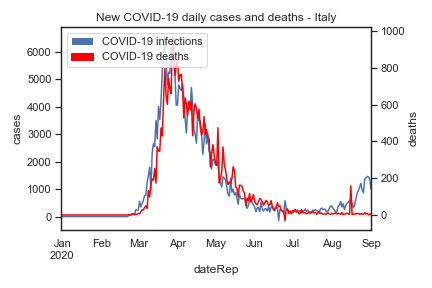 New COVID-19 daily cases and deaths - Italy
COVID-19 infections
COVID-19 deaths
6000
5000
4000
3000
2000
1000
0
cases
1000
800
600
400
200
0
deaths
Jan Feb Mar Apr May Jun Jul Aug Sep
2020
dateRep